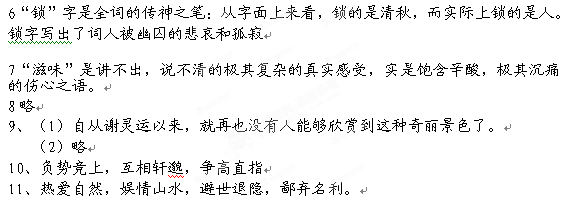 6“锁”字是全词的传神之笔：从字面上来看，锁的是清秋，而实际上锁的是人。
锁字写出了词人被幽囚的悲哀和孤寂
7“滋味”是讲不出，说不清的极其复杂的真实感受，实是饱含辛酸，极其沉痛
的伤心之语。
8略
9、（1）自从谢灵运以来，就再也没有人能够欣赏到这种奇丽景色了。
（2）略
10、负势竞上，互相轩邈，争高直指
11、热爱自然，娱情山水，避世退隐，鄙弃名利。